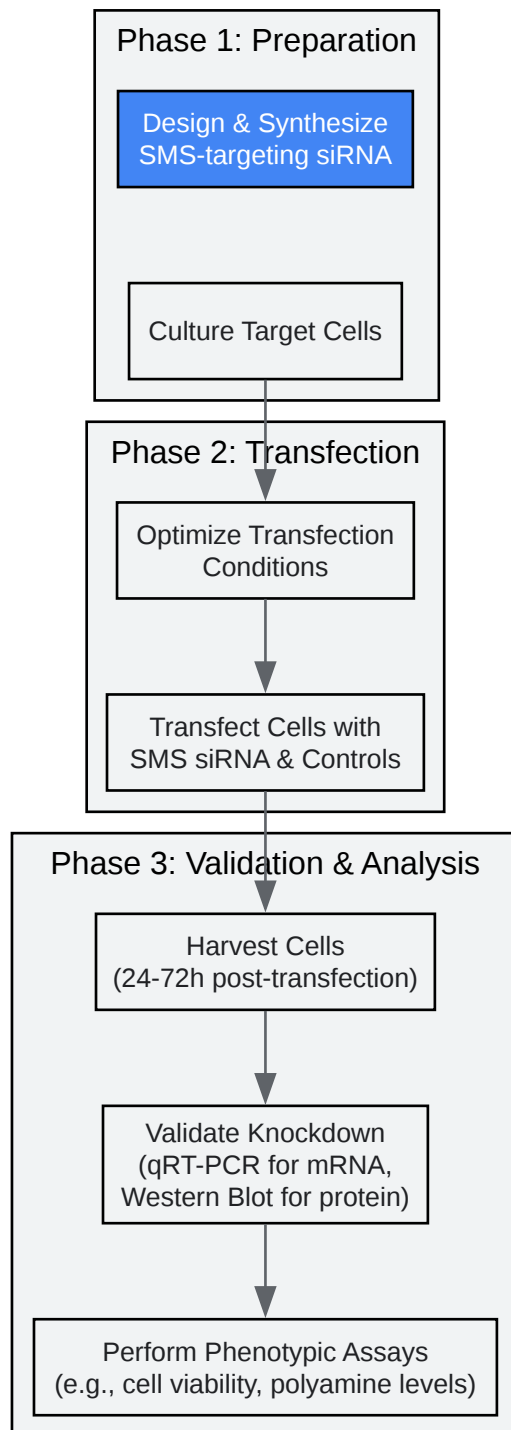 Phase 1: Preparation
Design & Synthesize
SMS-targeting siRNA
Culture Target Cells
Phase 2: Transfection
Optimize Transfection
Conditions
Transfect Cells with
SMS siRNA & Controls
Phase 3: Validation & Analysis
Harvest Cells
(24-72h post-transfection)
Validate Knockdown
(qRT-PCR for mRNA,
Western Blot for protein)
Perform Phenotypic Assays
(e.g., cell viability, polyamine levels)